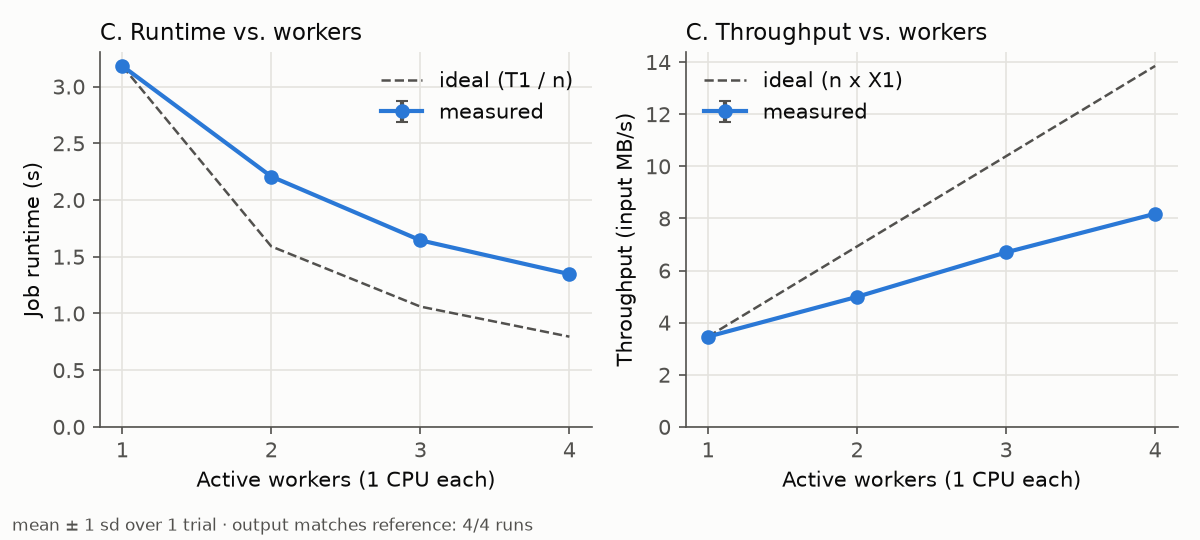 C. Runtime vs. workers
ideal (T1 / n)
measured
3.0
2.5
2.0
1.5
1.0
0.5
0.0
Job runtime (s)
1 2 3 4
Active workers (1 CPU each)
C. Throughput vs. workers
ideal (n x X1)
measured
14
12
10
8
6
4
2
0
Throughput (input MB/s)
1 2 3 4
Active workers (1 CPU each)
mean ± 1 sd over 1 trial · output matches reference: 4/4 runs